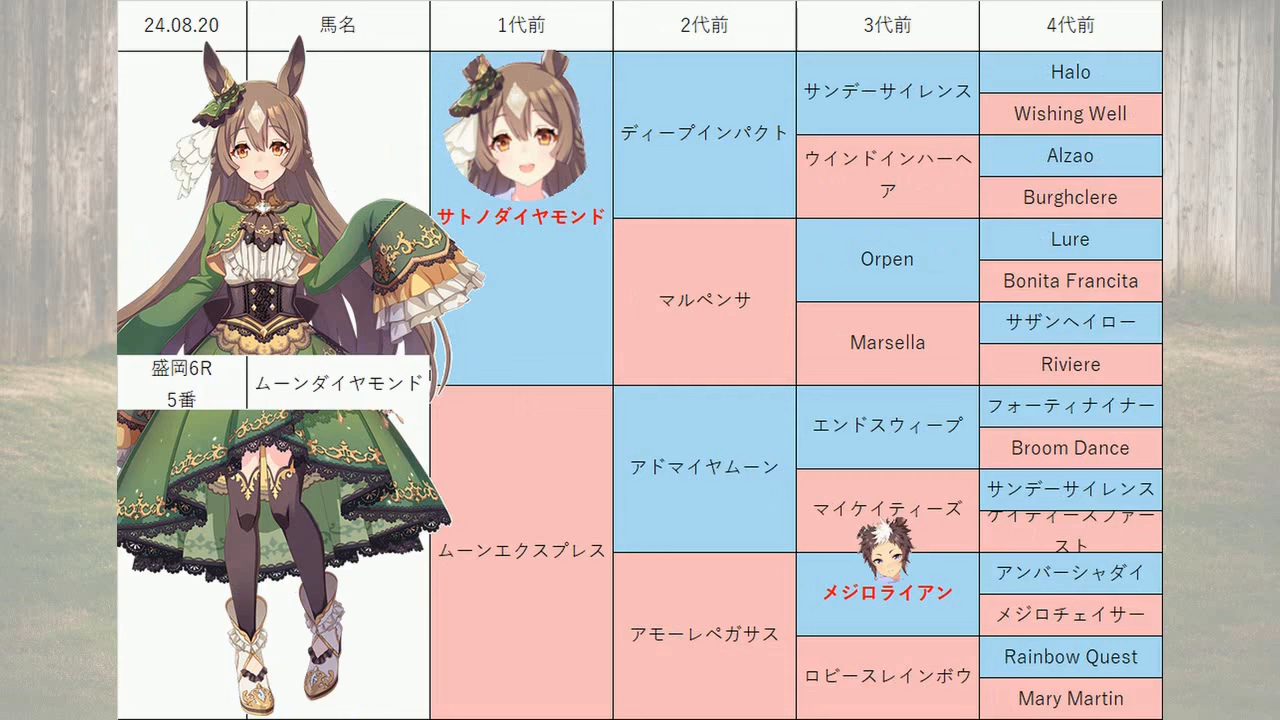 24.08.20
馬名
1代前
2代前
3代前
4代前
盛岡6R
5番
ムーンダイヤモンド
サトノダイヤモンド
ムーンエクスプレス
ディープインパクト
マルペンサ
アドマイヤムーン
アモーレペガサス
サンデーサイレンス
ウインドインハーヘ
ア
Orpen
Marsella
エンドスウィープ
マイケイティーズ
メジロライアン
ロビースレインボウ
Halo
Wishing Well
Alzao
Burghclere
Lure
Bonita Francita
サザンヘイロー
Riviere
フォーティナイナー
Broom Dance
サンデーサイレンス
ケイティーズファー
スト
アンバーシャダイ
メジロチェイサー
Rainbow Quest
Mary Martin